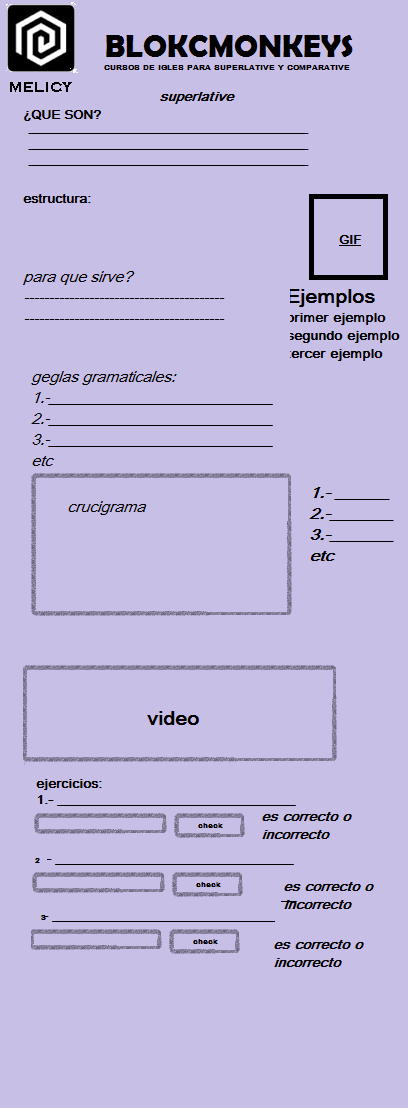 MELICY
BLOKCMONKEYS
CURSOS DE IGLES PARA SUPERLATIVE Y COMPARATIVE
superlative
¿QUE SON?
estructura:
GIF
para que sirve?
Ejemplos
primer ejemplo
segundo ejemplo
tercer ejemplo
geglas gramaticales:
1.-
2.-
3.-
etc
crucigrama
1.-
2.-
3.-
etc
video
ejercicios:
1.-
check
es correcto o
incorrecto
2 -
check
es correcto o
incorrecto
3-
check
es correcto o
incorrecto